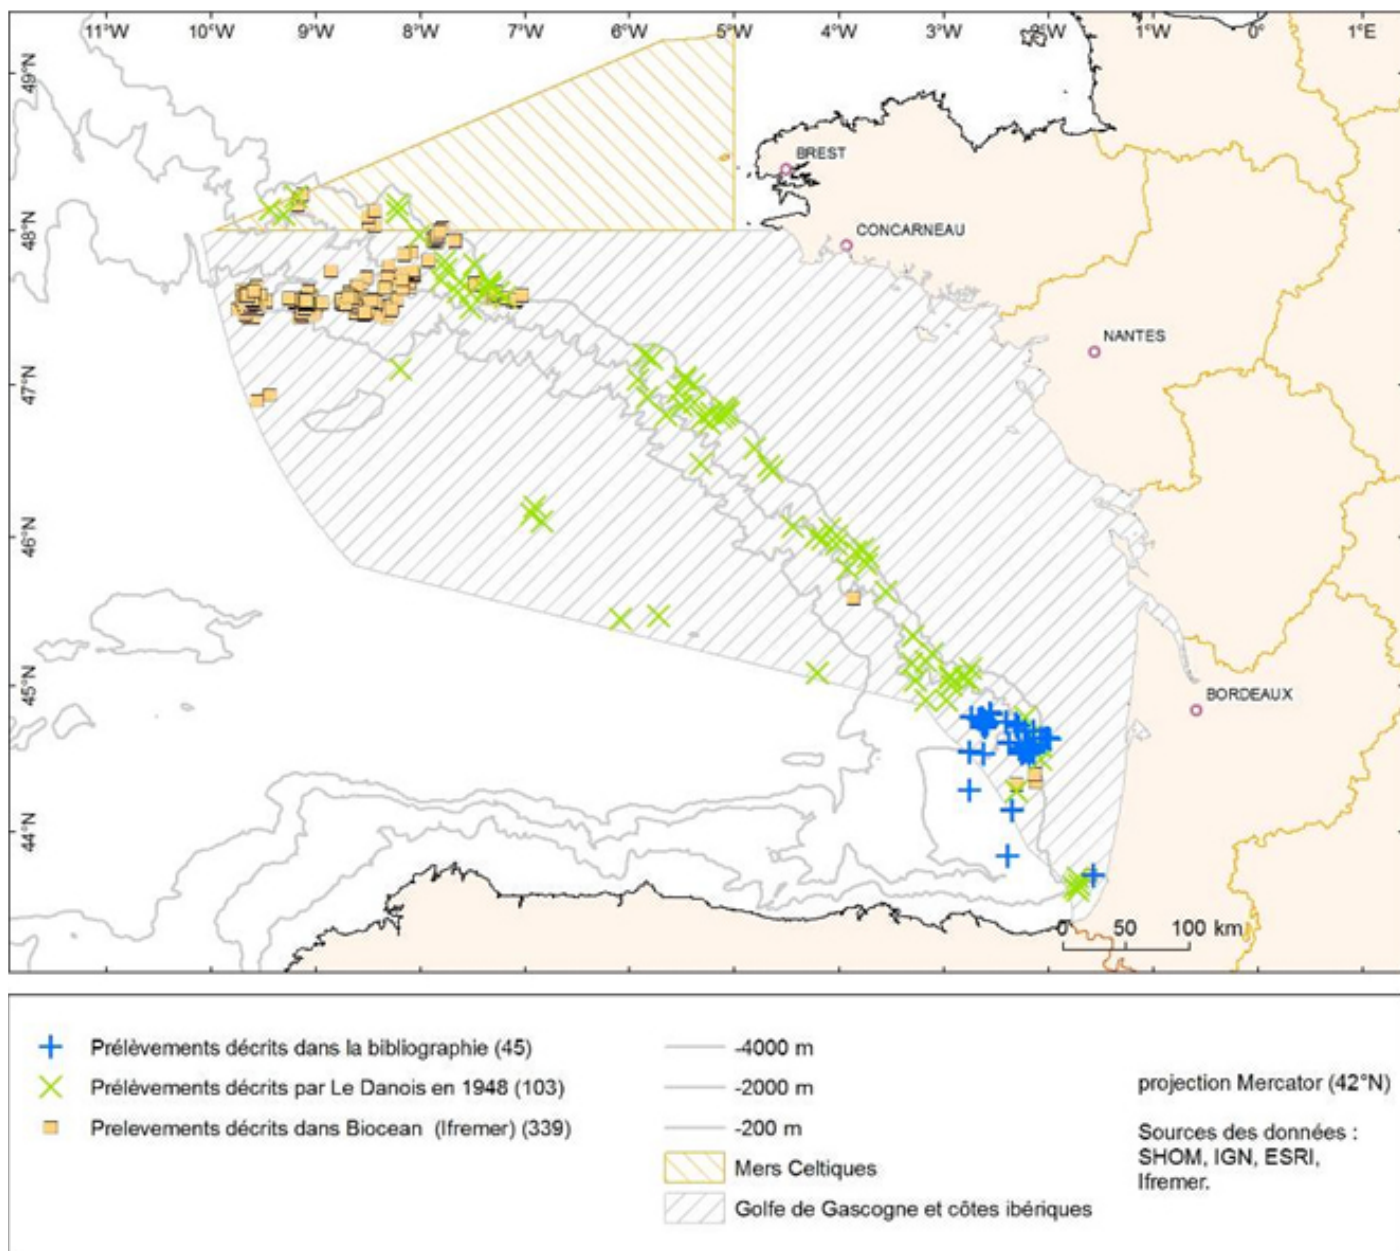 11°W 10°W 9°W 8°W 7°W 6°W 5°W 4°W 3°W 2°W 1°W 0° 1°E
49°N
BREST
48°N
CONCARNEAU
NANTES
47°N
46°N
45°N
BORDEAUX
44°N
0 50 100 km
Prélèvements décrits dans la bibliographie (45)
Prélèvements décrits par Le Danois en 1948 (103)
Prelevements décrits dans Biocean (Ifremer) (339)
-4000 m
-2000 m
-200 m
Mers Celtiques
Golfe de Gascogne et côtes ibériques
projection Mercator (42°N)
Sources des données :
SHOM, IGN, ESRI,
Ifremer.